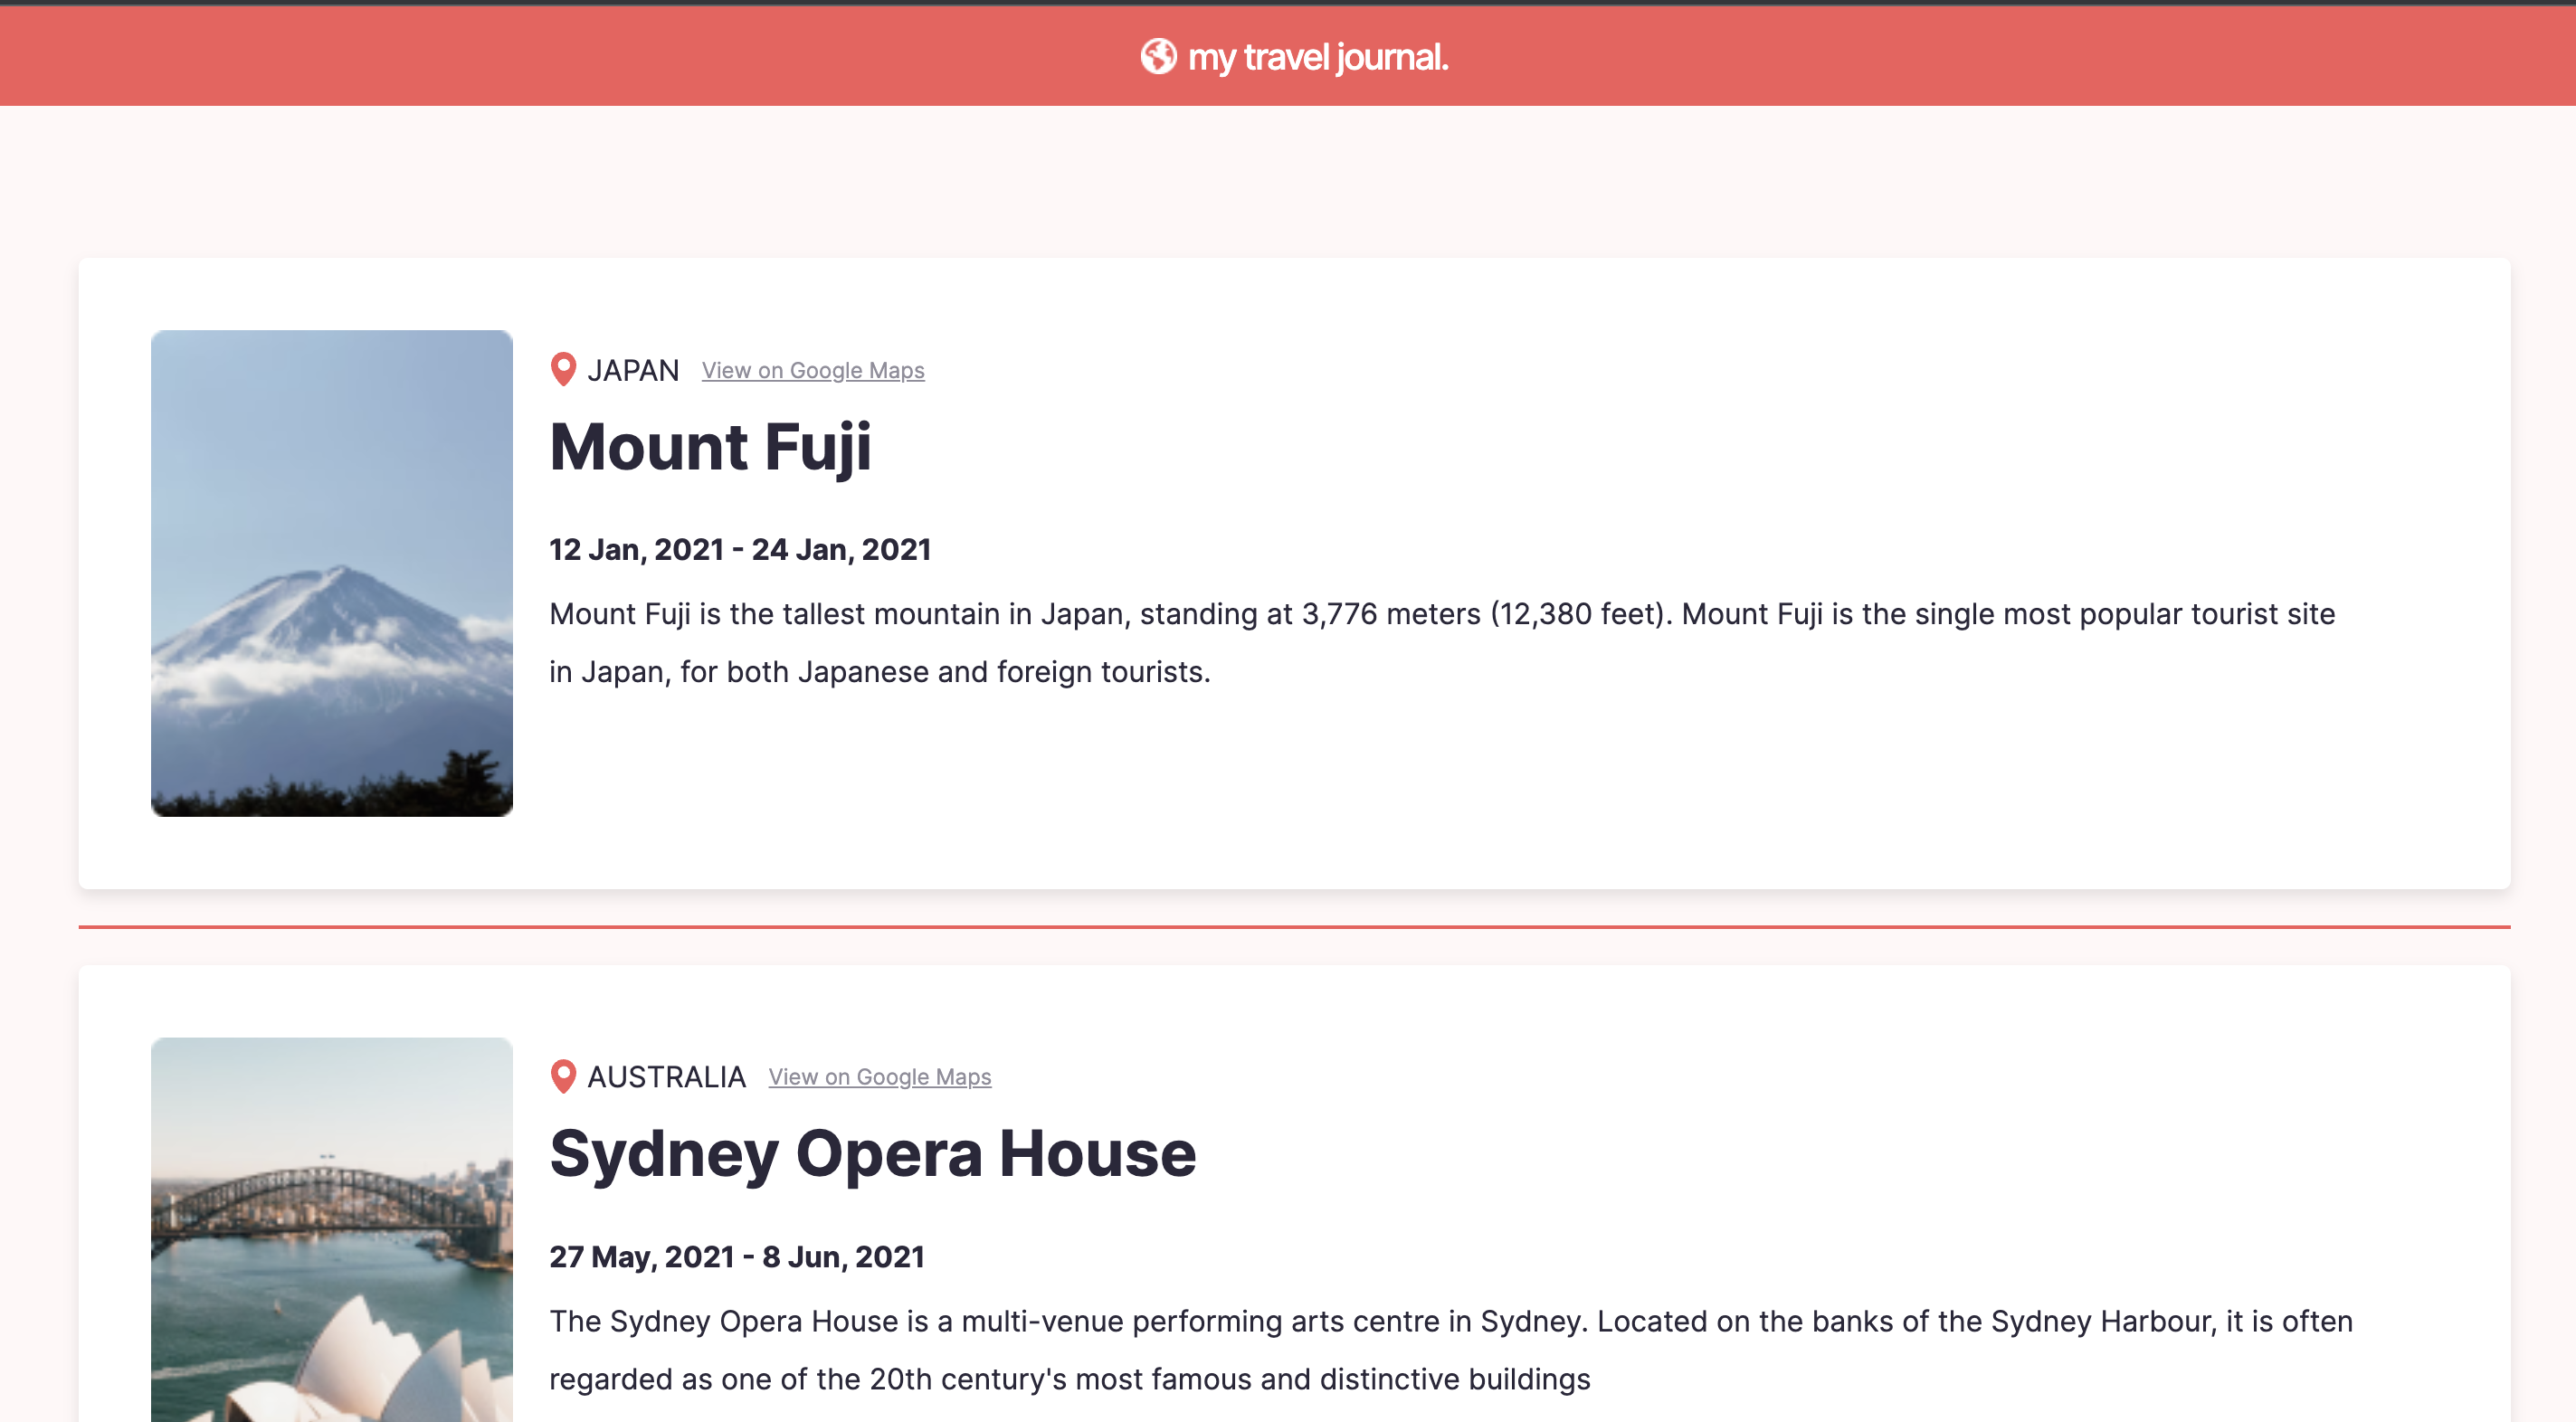 my travel journal.
JAPAN View on Google Maps
Mount Fuji
12 Jan, 2021 - 24 Jan, 2021
Mount Fuji is the tallest mountain in Japan, standing at 3,776 meters (12,380 feet). Mount Fuji is the single most popular tourist site
in Japan, for both Japanese and foreign tourists.
AUSTRALIA View on Google Maps
Sydney Opera House
27 May, 2021 - 8 Jun, 2021
The Sydney Opera House is a multi-venue performing arts centre in Sydney. Located on the banks of the Sydney Harbour, it is often
regarded as one of the 20th century's most famous and distinctive buildings